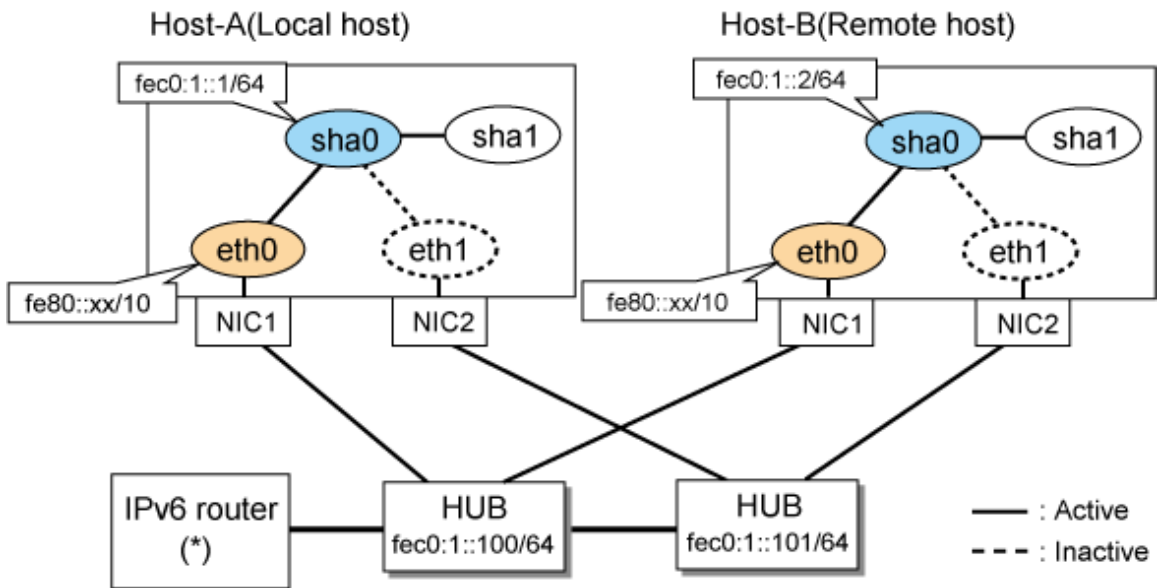 Host-A(Local host)
Host-B(Remote host)
fec0:1::1/64
fec0:1::2/64
sha0
sha1
sha0
sha1
eth0
eth1
eth0
eth1
fe80::xx/10
fe80::xx/10
NIC1
NIC2
NIC1
NIC2
IPv6 router
(*)
HUB
fec0:1::100/64
HUB
fec0:1::101/64
: Active
: Inactive